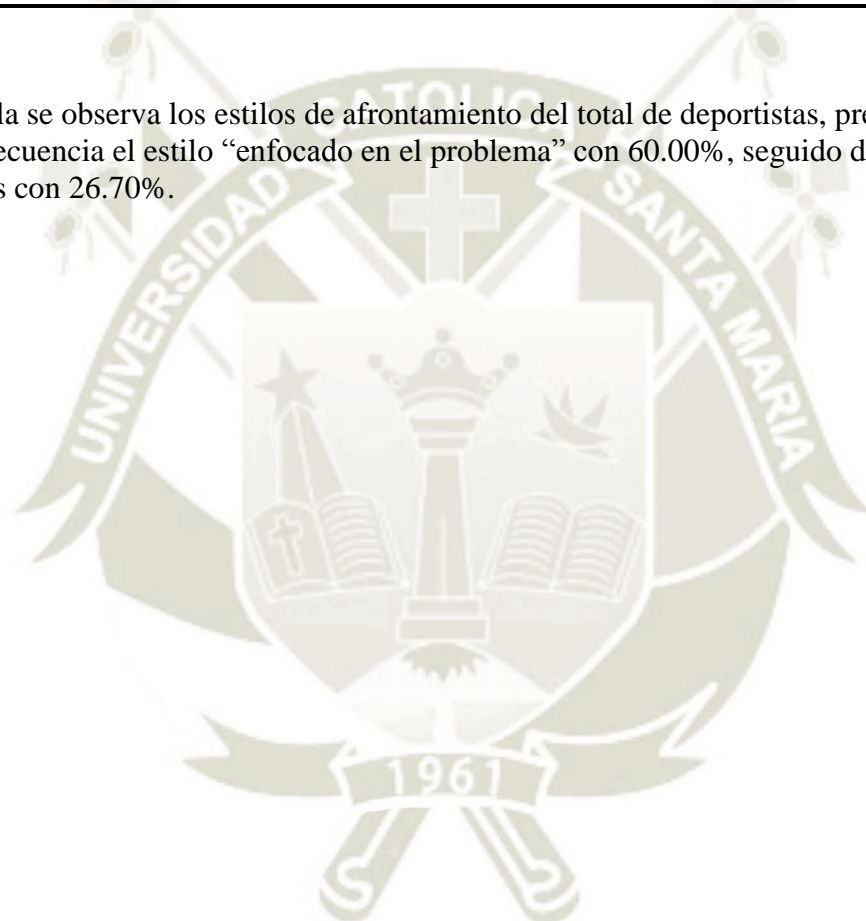 la se observa los estilos de afrontamiento del total de deportistas, pre
ecuencia el estilo “enfocado en el problema” con 60.00%, seguido d
s con 26.70%.
UNIVERSIDAD CATOLICA SANTA MARIA
1961